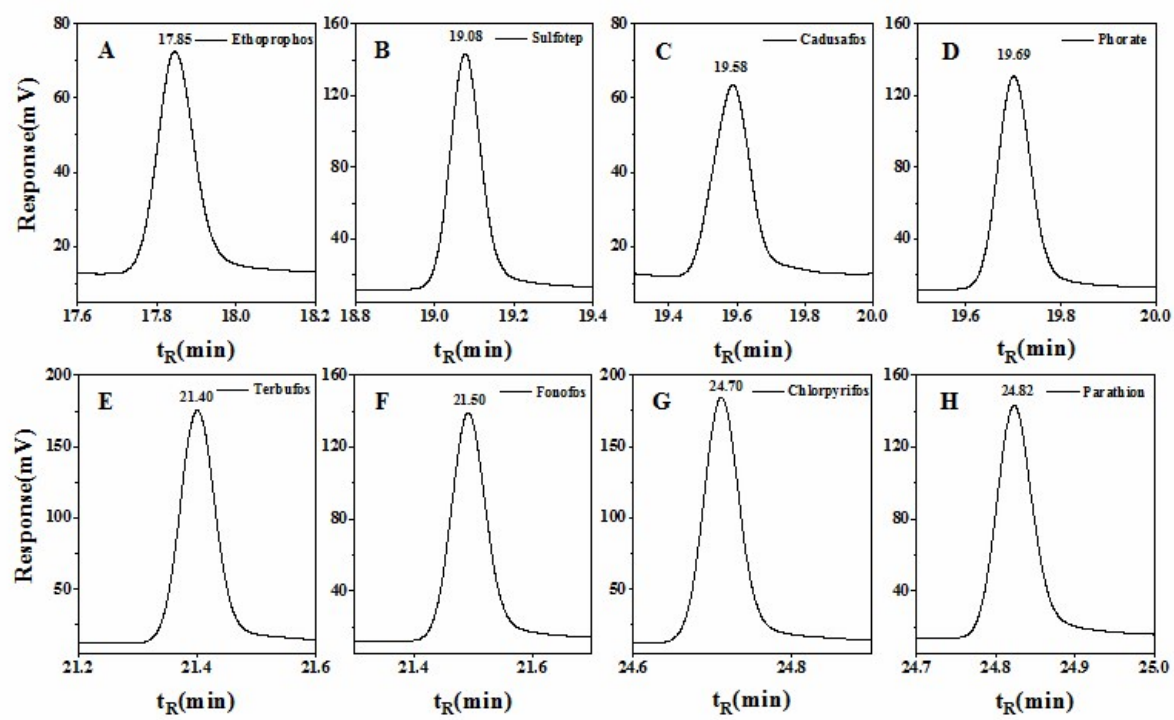 A
17.85
Ethoprophos
80
60
40
20
17.6 17.8 18.0 18.2
Response(mV)
tR(min)
B
19.08
Sulfotep
160
120
80
40
18.8 19.0 19.2 19.4
tR(min)
C
19.58
Cadusafos
80
60
40
20
19.4 19.6 19.8 20.0
tR(min)
D
19.69
Phorate
160
120
80
40
19.6 19.8 20.0
tR(min)
E
21.40
Terbufos
200
150
100
50
21.2 21.4 21.6
Response(mV)
tR(min)
F
21.50
Fonofos
160
120
80
40
21.4 21.6
tR(min)
G
24.70
Chlorpyrifos
200
150
100
50
24.6 24.8
tR(min)
H
24.82
Parathion
160
120
80
40
24.7 24.8 24.9 25.0
tR(min)